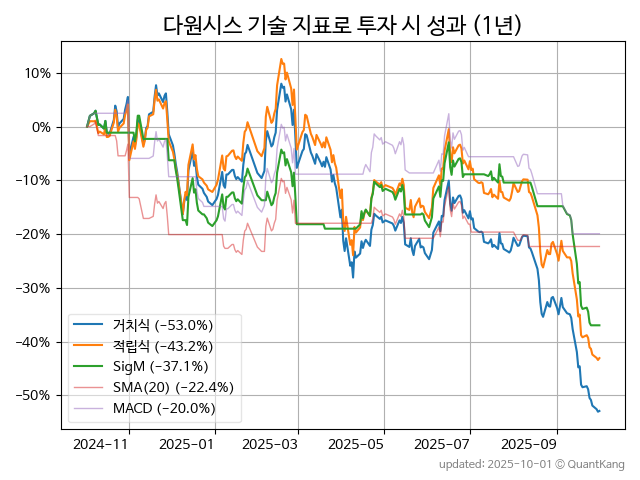 다원시스 기술 지표로 투자 시 성과 (1년)
10%
0%
−10%
−20%
−30%
−40%
−50%
거치식 (−53.0%)
적립식 (−43.2%)
SigM (−37.1%)
SMA(20) (−22.4%)
MACD (−20.0%)
2024-11 2025-01 2025-03 2025-05 2025-07 2025-09
updated: 2025-10-01 © QuantKang